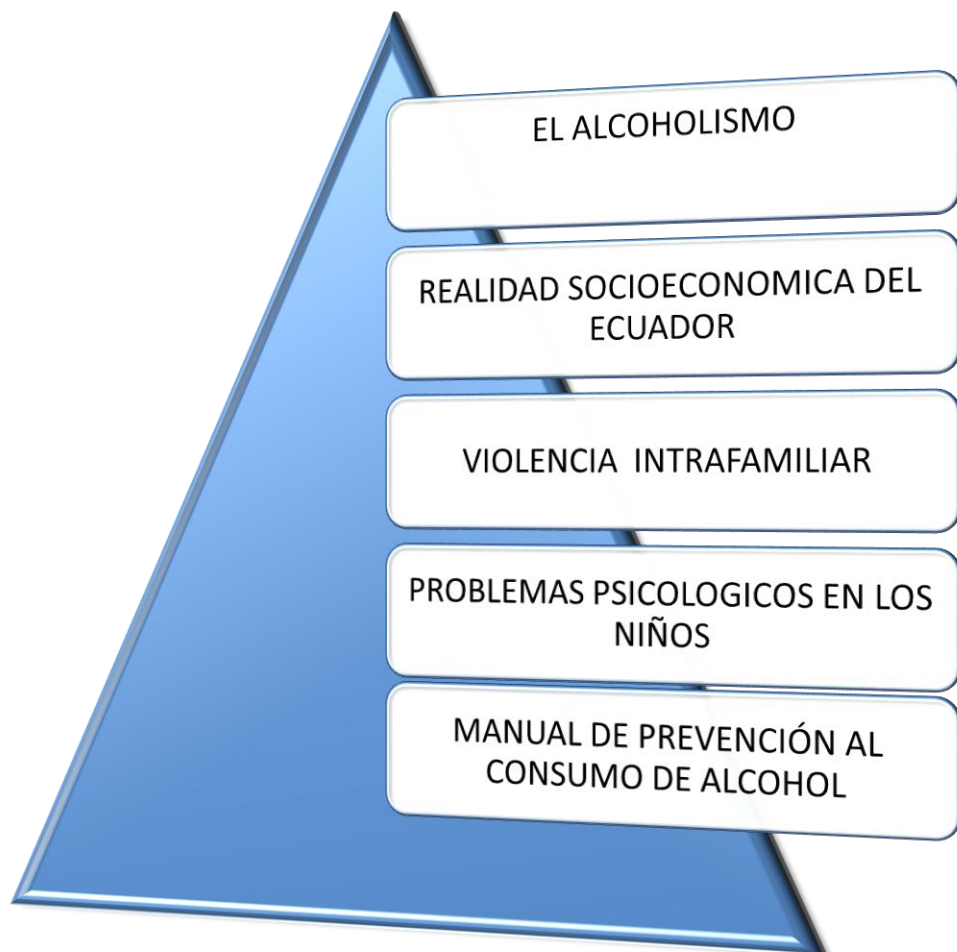 EL ALCOHOLISMO
REALIDAD SOCIOECONOMICA DEL
ECUADOR
VIOLENCIA INTRAFAMILIAR
PROBLEMAS PSICOLOGICOS EN LOS
NIÑOS
MANUAL DE PREVENCIÓN AL
CONSUMO DE ALCOHOL